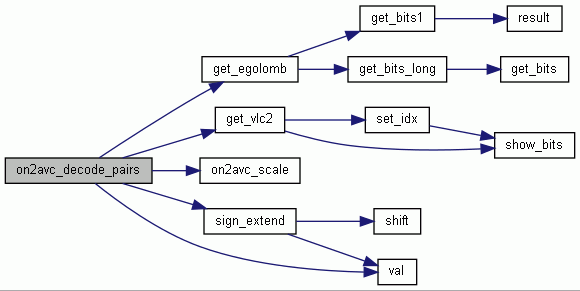 get_bits1
result
get_egolomb
get_bits_long
get_bits
get_vlc2
set_idx
show_bits
on2avc_decode_pairs
on2avc_scale
sign_extend
shift
val